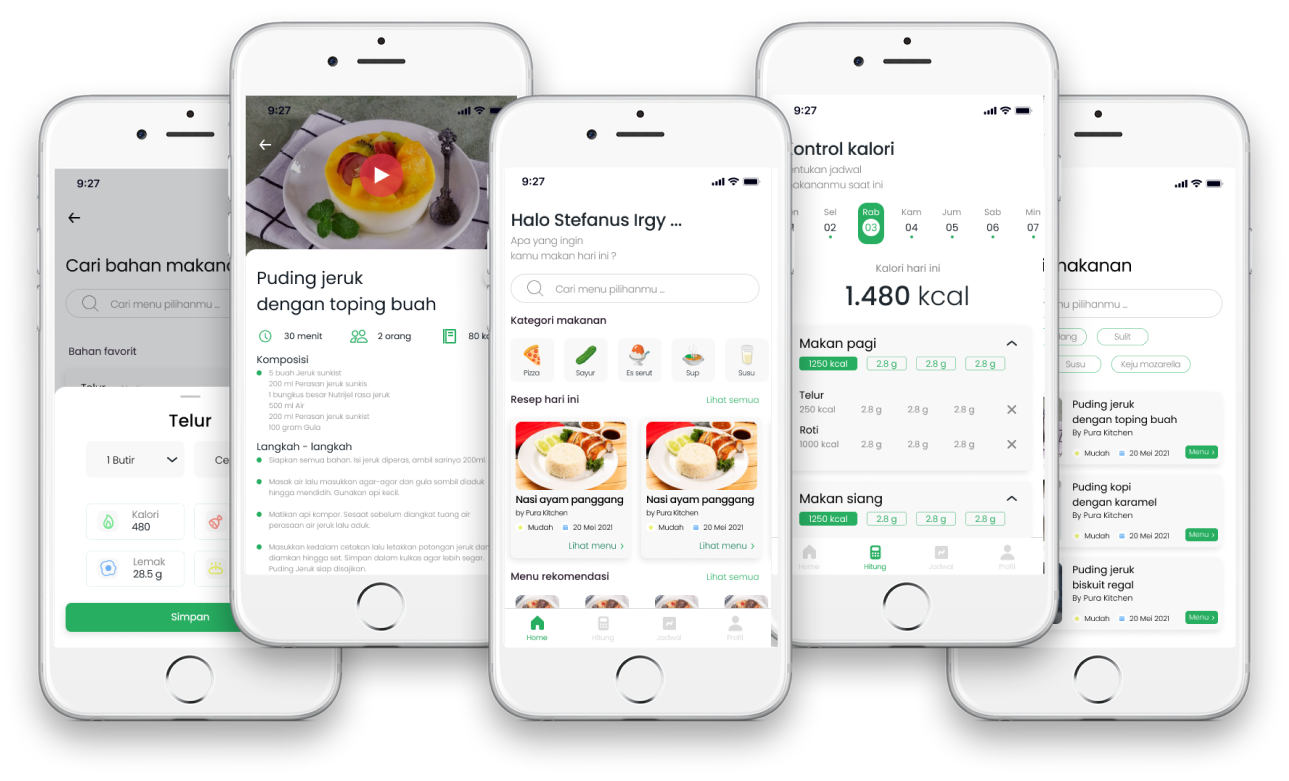 9:27
Cari bahan makan
Cari menu pilihanmu ...
Bahan favorit
Telur
Telur
1 Butir
Ce
Kalori
480
Lemak
28.5 g
Simpan
9:27
Puding jeruk
dengan toping buah
30 menit
2 orang
80 k
Komposisi
5 buah Jeruk sunkist
200 ml Perasan jeruk sunkis
1 bungkus besar Nutrijel rasa jeruk
500 ml Air
200 ml Perasan jeruk sunkist
100 gram Gula
Langkah - langkah
Siapkan semua bahan. Isi jeruk diperas, ambil sarinya 200ml.
Masak air lalu masukkan agar-agar dan gula sambil diaduk
hingga mendidih. Gunakan api kecil.
Matikan api kompor. Sesaat sebelum diangkat tuang air
perasaan air jeruk lalu aduk.
Masukkan kedalam cetakan lalu letakkan potongan jeruk dan
diamkan hingga set. Simpan dalam kulkas agar lebih segar.
Puding Jeruk siap disajikan.
9:27
Halo Stefanus Irgy ...
Apa yang ingin
kamu makan hari ini ?
Cari menu pilihanmu ...
Kategori makanan
Pizza
Sayur
Es serut
Sup
Susu
Resep hari ini
Lihat semua
Nasi ayam panggang
by Pura Kitchen
Mudah
20 Mei 2021
Lihat menu >
Nasi ayam panggang
by Pura Kitchen
Mudah
20 Mei 2021
Lihat menu >
Menu rekomendasi
Lihat semua
Home
Hitung
Jadwal
Profil
9:27
ontrol kalori
ntukan jadwal
akananmu saat ini
n Sel Rab Kam Jum Sab Min
02 03 04 05 06 07
Kalori hari ini
1.480 kcal
Makan pagi
1250 kcal 2.8 g 2.8 g 2.8 g
Telur
250 kcal 2.8 g 2.8 g 2.8 g
Roti
1000 kcal 2.8 g 2.8 g 2.8 g
Makan siang
1250 kcal 2.8 g 2.8 g 2.8 g
Home
Hitung
Jadwal
Profil
makanan
nu pilihanmu ...
ang
Sulit
Susu
Keju mozarella
Puding jeruk
dengan toping buah
By Pura Kitchen
Mudah
20 Mei 2021
Menu >
Puding kopi
dengan karamel
By Pura Kitchen
Mudah
20 Mei 2021
Menu >
Puding jeruk
biskuit regal
By Pura Kitchen
Mudah
20 Mei 2021
Menu >